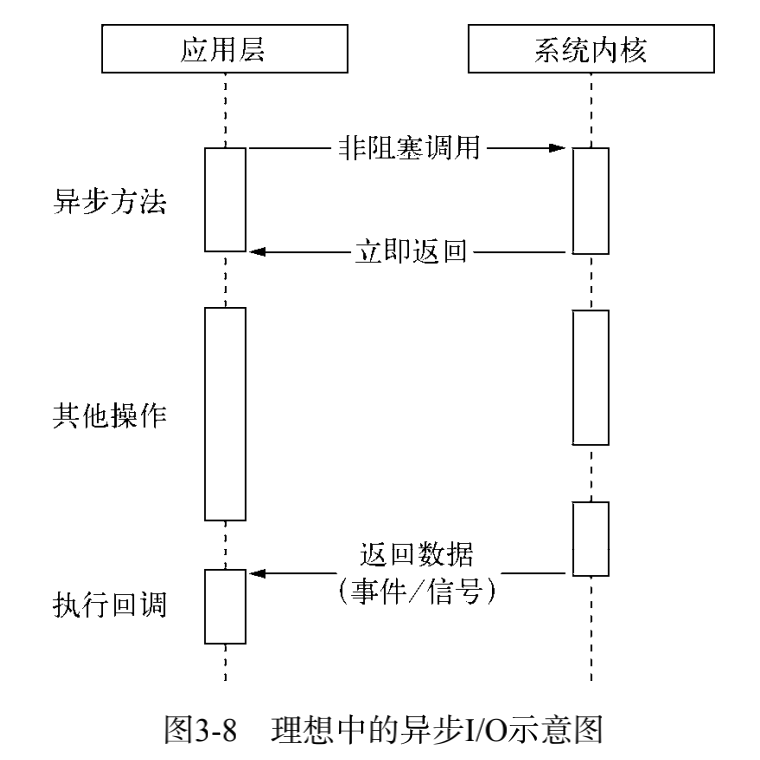 应用层
系统内核
非阻塞调用
异步方法
立即返回
其他操作
返回数据
(事件/信号)
执行回调
图3-8 理想中的异步I/O示意图